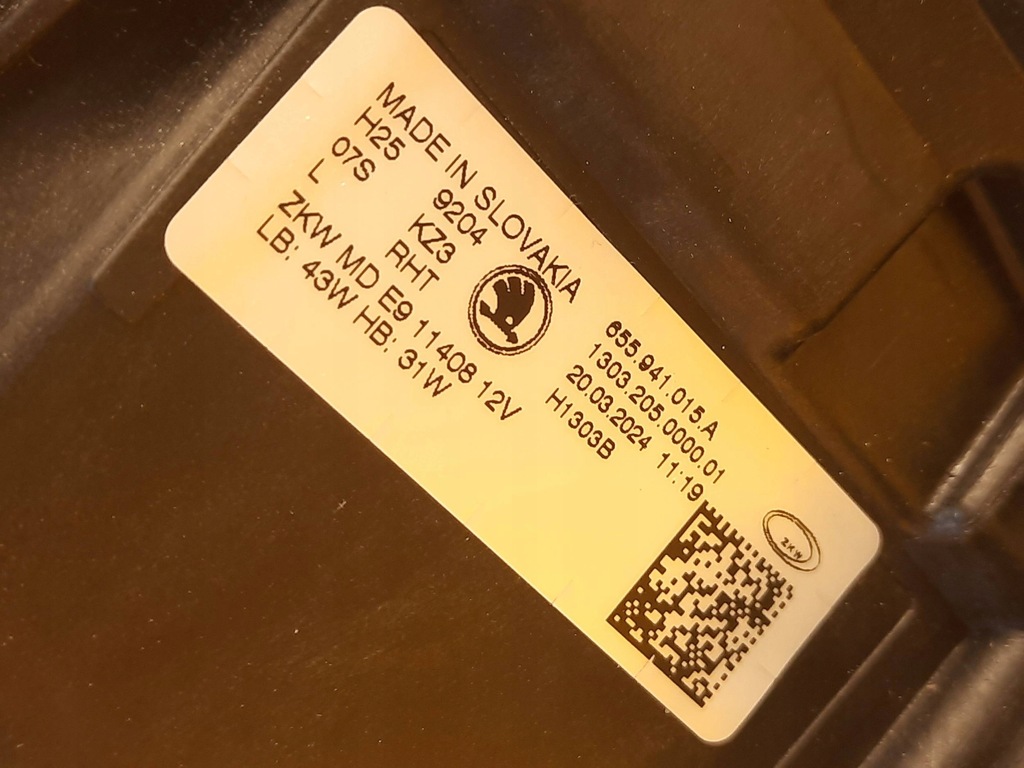 MADE IN SLOVAKIA
H25 9204
07S KZ3
L RHT
ZKW MD E9 11408 12V
LB: 43W HB: 31W
655.941.015.A
1303.205.0000.01
20.03.2024 11:19
H1303B
ZKW